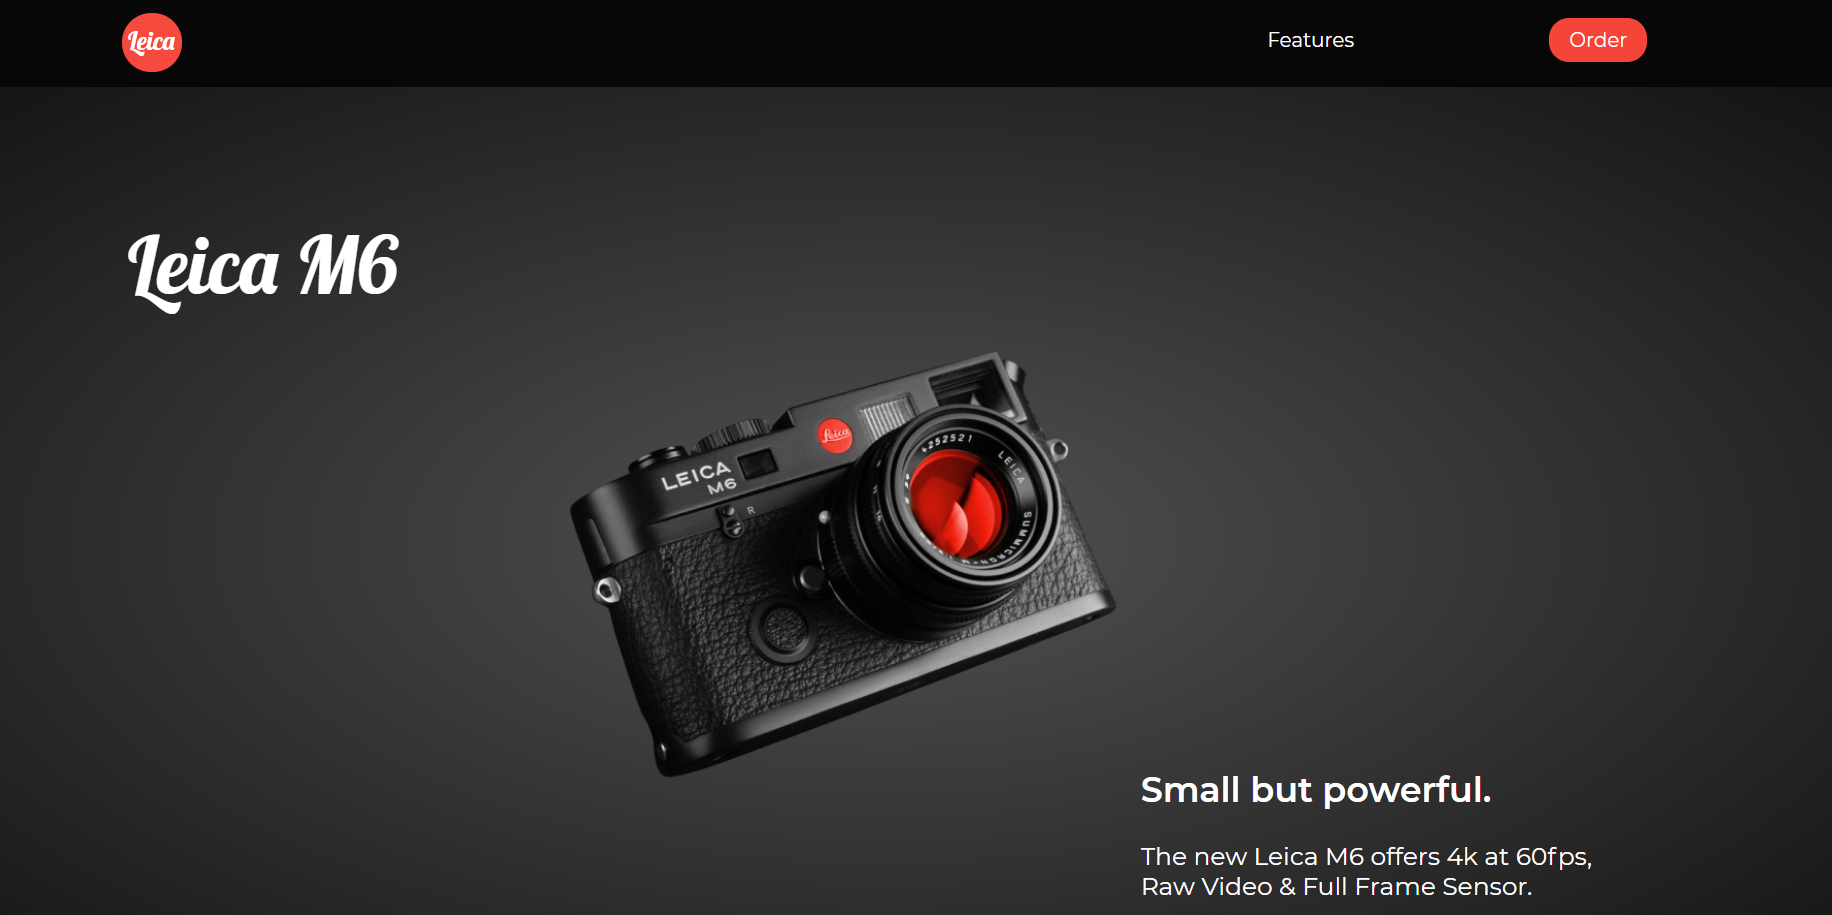 Leica
Features
Order
Leica M6
Leica
LEICA
M6
R
4252521
LEICA
SUMMICRON-M
Small but powerful.
The new Leica M6 offers 4k at 60fps,
Raw Video & Full Frame Sensor.